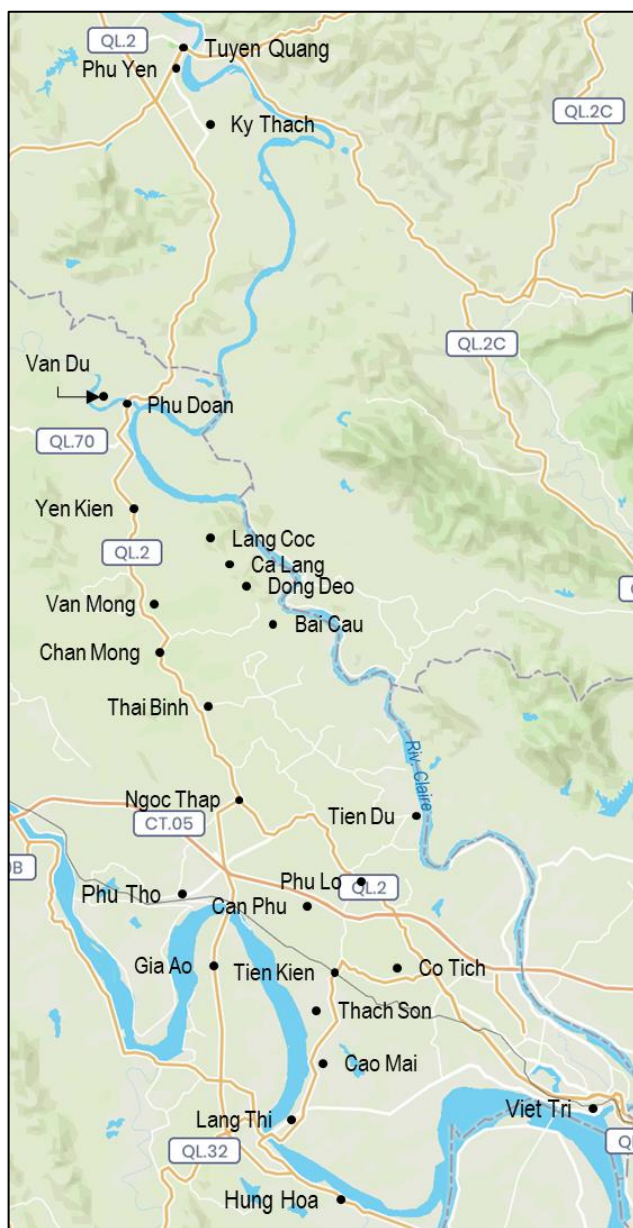 QL.2
Tuyen Quang
Phu Yen
Ky Thach
QL.2C
QL.2C
Van Du
Phu Doan
QL.70
Yen Kien
Lang Coc
QL.2
Ca Lang
Dong Deo
Van Mong
Bai Cau
Chan Mong
Thai Binh
Riv. Claire
Ngoc Thap
CT.05
Tien Du
0B
Phu Lo
QL.2
Phu Tho
Can Phu
Gia Ao
Tien Kien
Co Tich
Thach Son
Cao Mai
Lang Thi
Viet Tri
QL.32
Hung Hoa